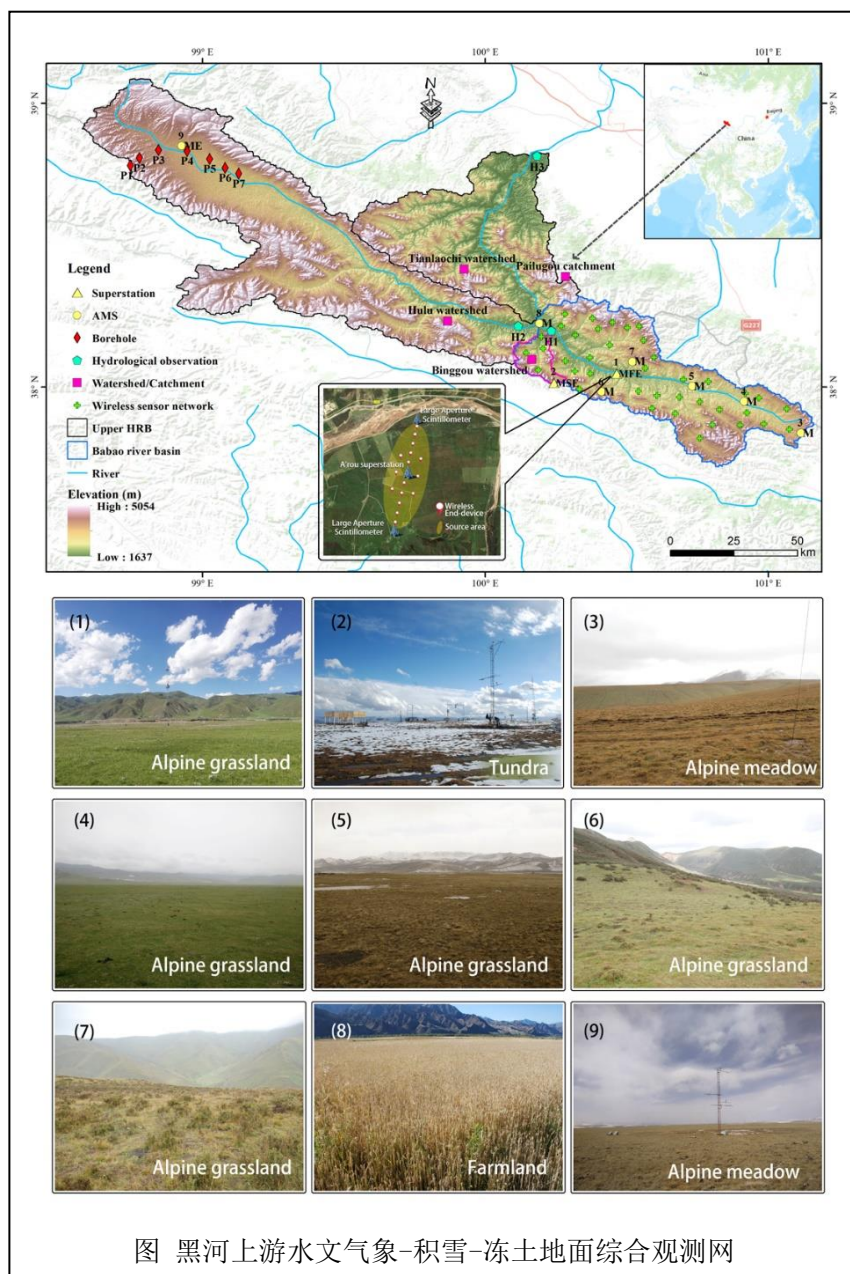 99° E
100° E
101° E
39° N
39° N
N
Beijing
China
9
ME
P1
P2
P3
P4
P5
P6
P7
H3
Tianlaochi watershed
Pailugou catchment
Legend
Superstation
AMS
Borehole
Hydrological observation
Watershed/Catchment
Wireless sensor network
Upper HRB
Babao river basin
River
Elevation (m)
High : 5054
Low : 1637
Hulu watershed
G227
8
M
H2
H1
7
M
Binggou watershed
1
MFE
2
MSE
6
M
5
M
4
M
3
M
38° N
38° N
Large Aperture
Scintillometer
A'rou superstation
Wireless
End-device
Large Aperture
Scintillometer
Source area
0 25 50
km
99° E
100° E
101° E
(1)
Alpine grassland
(2)
Tundra
(3)
Alpine meadow
(4)
Alpine grassland
(5)
Alpine grassland
(6)
Alpine grassland
(7)
Alpine grassland
(8)
Farmland
(9)
Alpine meadow
图 黑河上游水文气象-积雪-冻土地面综合观测网